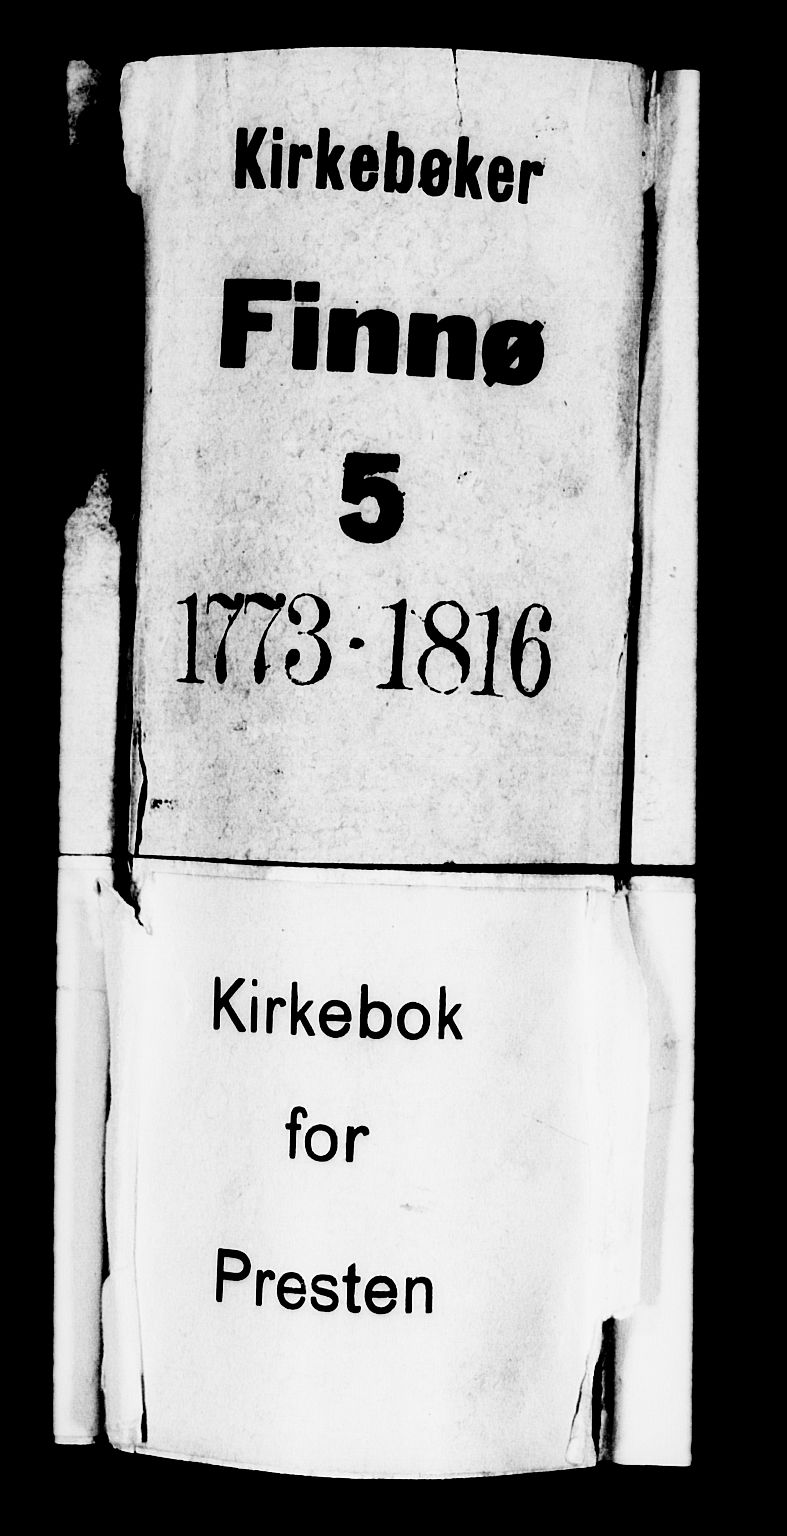 Kirkebøker
Finnø
5
1773·1816
Kirkebok
for
Presten